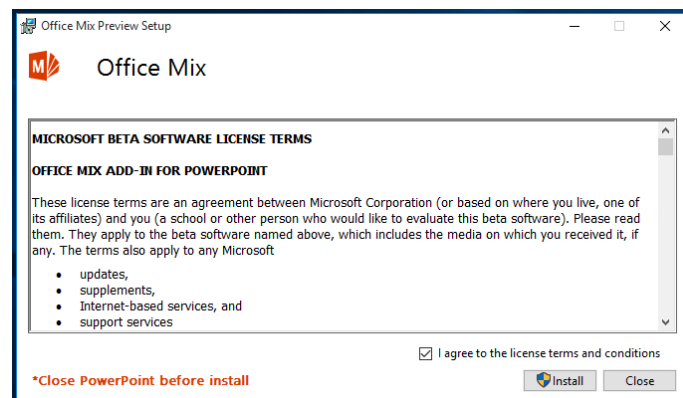 Office Mix Preview Setup
M
Office Mix
MICROSOFT BETA SOFTWARE LICENSE TERMS
OFFICE MIX ADD-IN FOR POWERPOINT
These license terms are an agreement between Microsoft Corporation (or based on where you live, one of
its affiliates) and you (a school or other person who would like to evaluate this beta software). Please read
them. They apply to the beta software named above, which includes the media on which you received it, if
any. The terms also apply to any Microsoft
• updates,
• supplements,
• Internet-based services, and
• support services
I agree to the license terms and conditions
*Close PowerPoint before install
Install Close